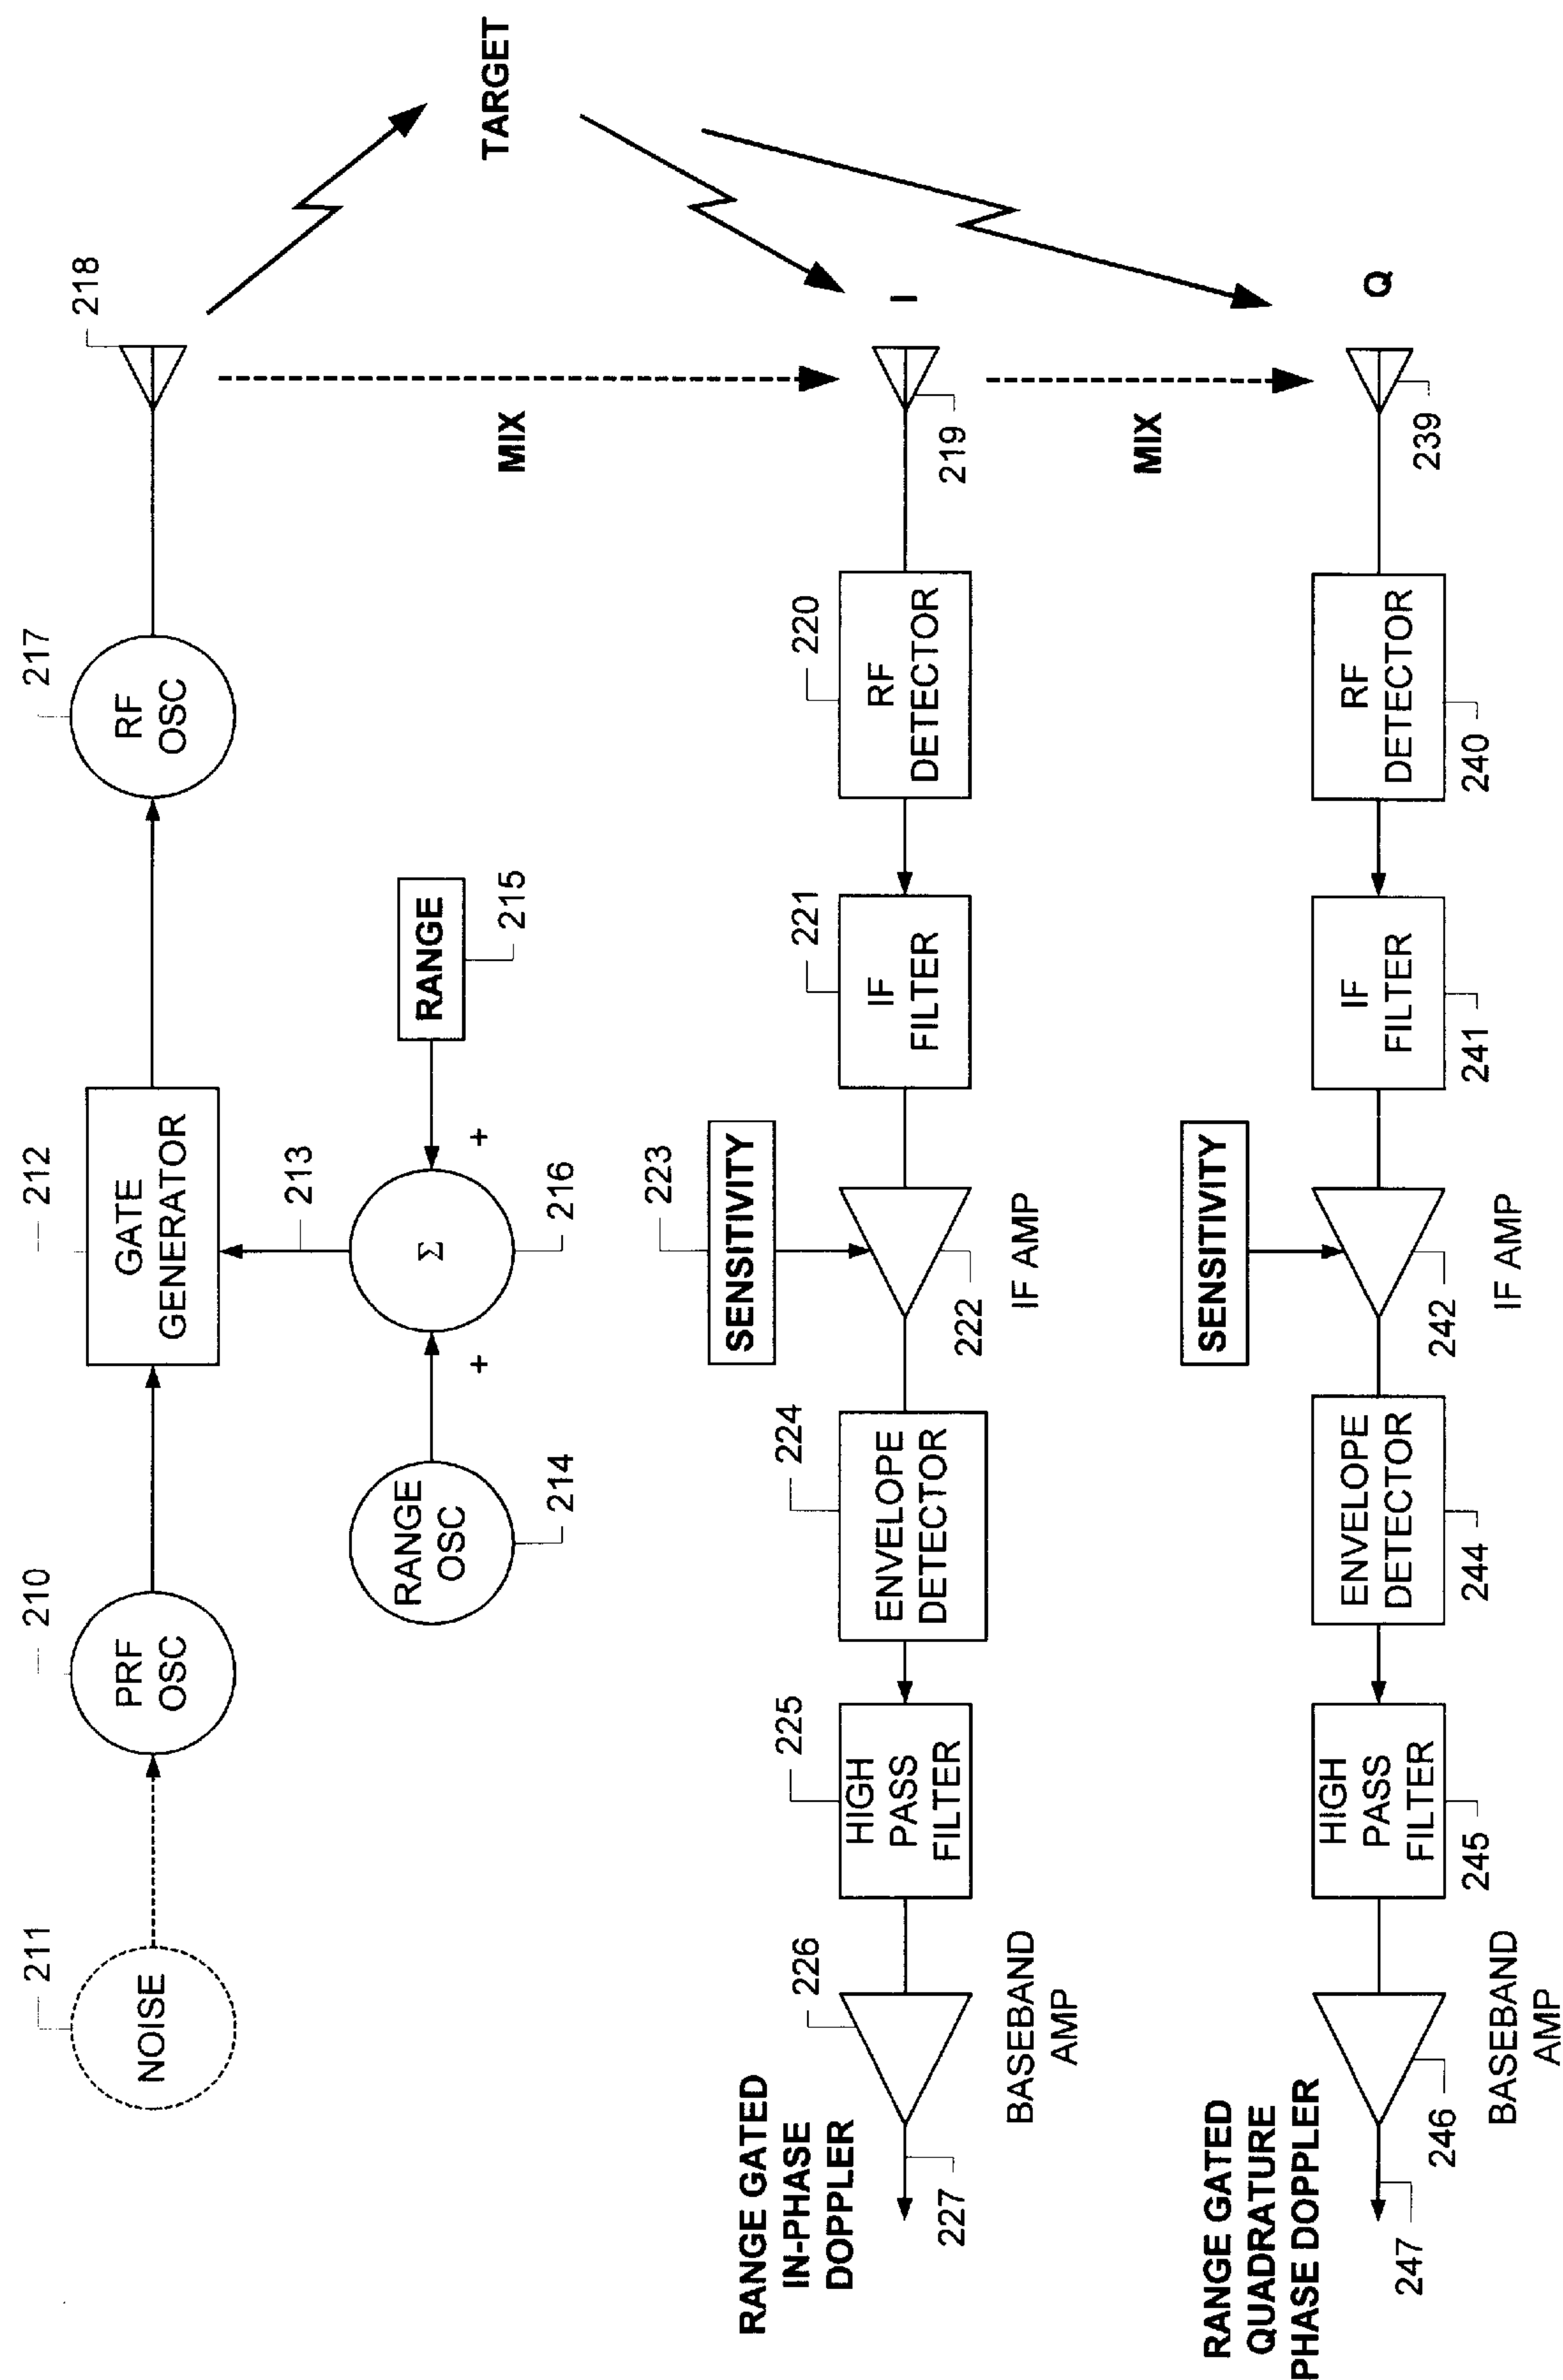 211
NOISE
210
PRF
OSC
212
GATE
GENERATOR
217
RF
OSC
218
213
RANGE
OSC
214
+
Σ
216
+
RANGE
215
TARGET
MIX
RANGE GATED
IN-PHASE
DOPPLER
227
226
BASEBAND
AMP
225
HIGH
PASS
FILTER
224
ENVELOPE
DETECTOR
223
SENSITIVITY
222
IF AMP
221
IF
FILTER
220
RF
DETECTOR
219
I
MIX
RANGE GATED
QUADRATURE
PHASE DOPPLER
247
246
BASEBAND
AMP
HIGH
PASS
FILTER
245
ENVELOPE
DETECTOR
244
SENSITIVITY
242
IF AMP
IF
FILTER
241
RF
DETECTOR
240
239
Q